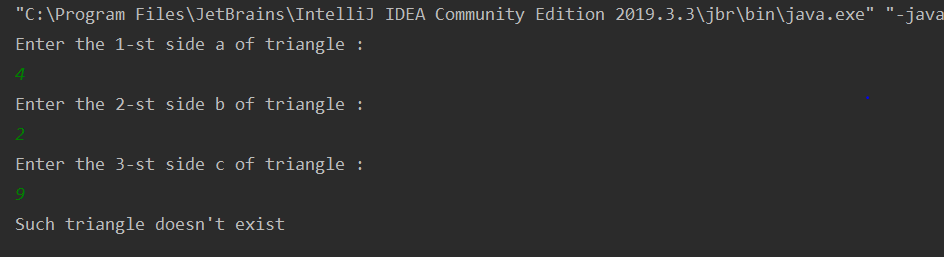 "C:\Program Files\JetBrains\IntelliJ IDEA Community Edition 2019.3.3\jbr\bin\java.exe" "-java
Enter the 1-st side a of triangle :
4
Enter the 2-st side b of triangle :
2
Enter the 3-st side c of triangle :
9
Such triangle doesn't exist